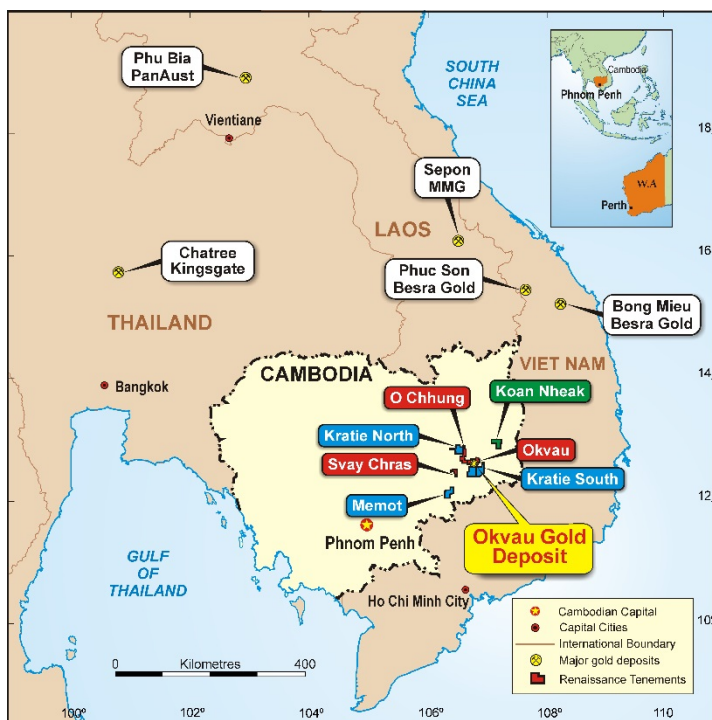 Phu Bia
PanAust
Vientiane
SOUTH
CHINA
SEA
Cambodia
Phnom Penh
W.A
Perth
18°
Sepon
MMG
LAOS
16°
Chatree
Kingsgate
Phuc Son
Besra Gold
Bong Mieu
Besra Gold
THAILAND
VIET NAM
14°
Bangkok
CAMBODIA
O Chhung
Koan Nheak
Kratie North
Okvau
Svay Chras
Kratie South
12°
Memot
Okvau Gold
Deposit
Phnom Penh
GULF
OF
THAILAND
Ho Chi Minh City
10°
Cambodian Capital
Capital Cities
International Boundary
Major gold deposits
Renaissance Tenements
0 Kilometres 400
100° 102° 104° 106° 108° 110°